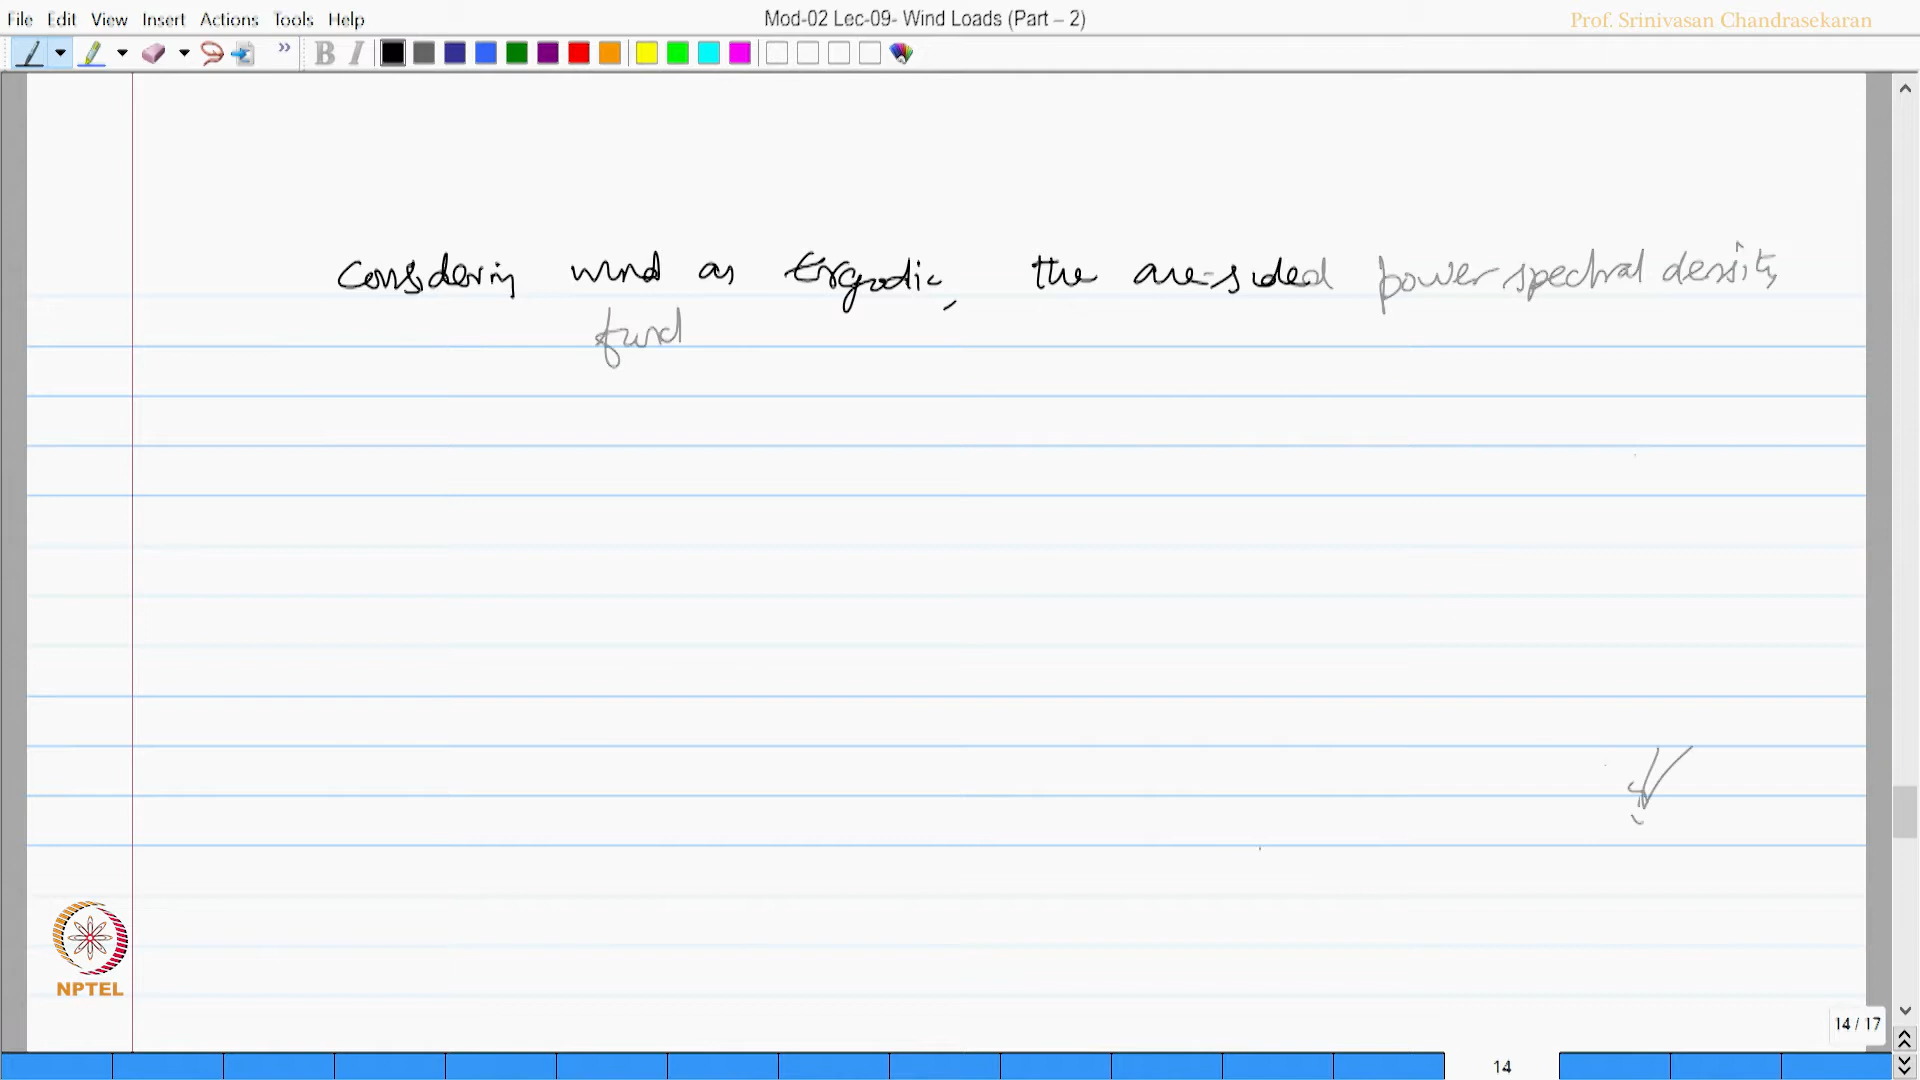 File Edit View Insert Actions Tools Help
Mod-02 Lec-09- Wind Loads (Part – 2)
Prof. Srinivasan Chandrasekaran
B I
Considering wind as Ergodic, the one-sided power spectral density
fun
NPTEL
14 / 17
14